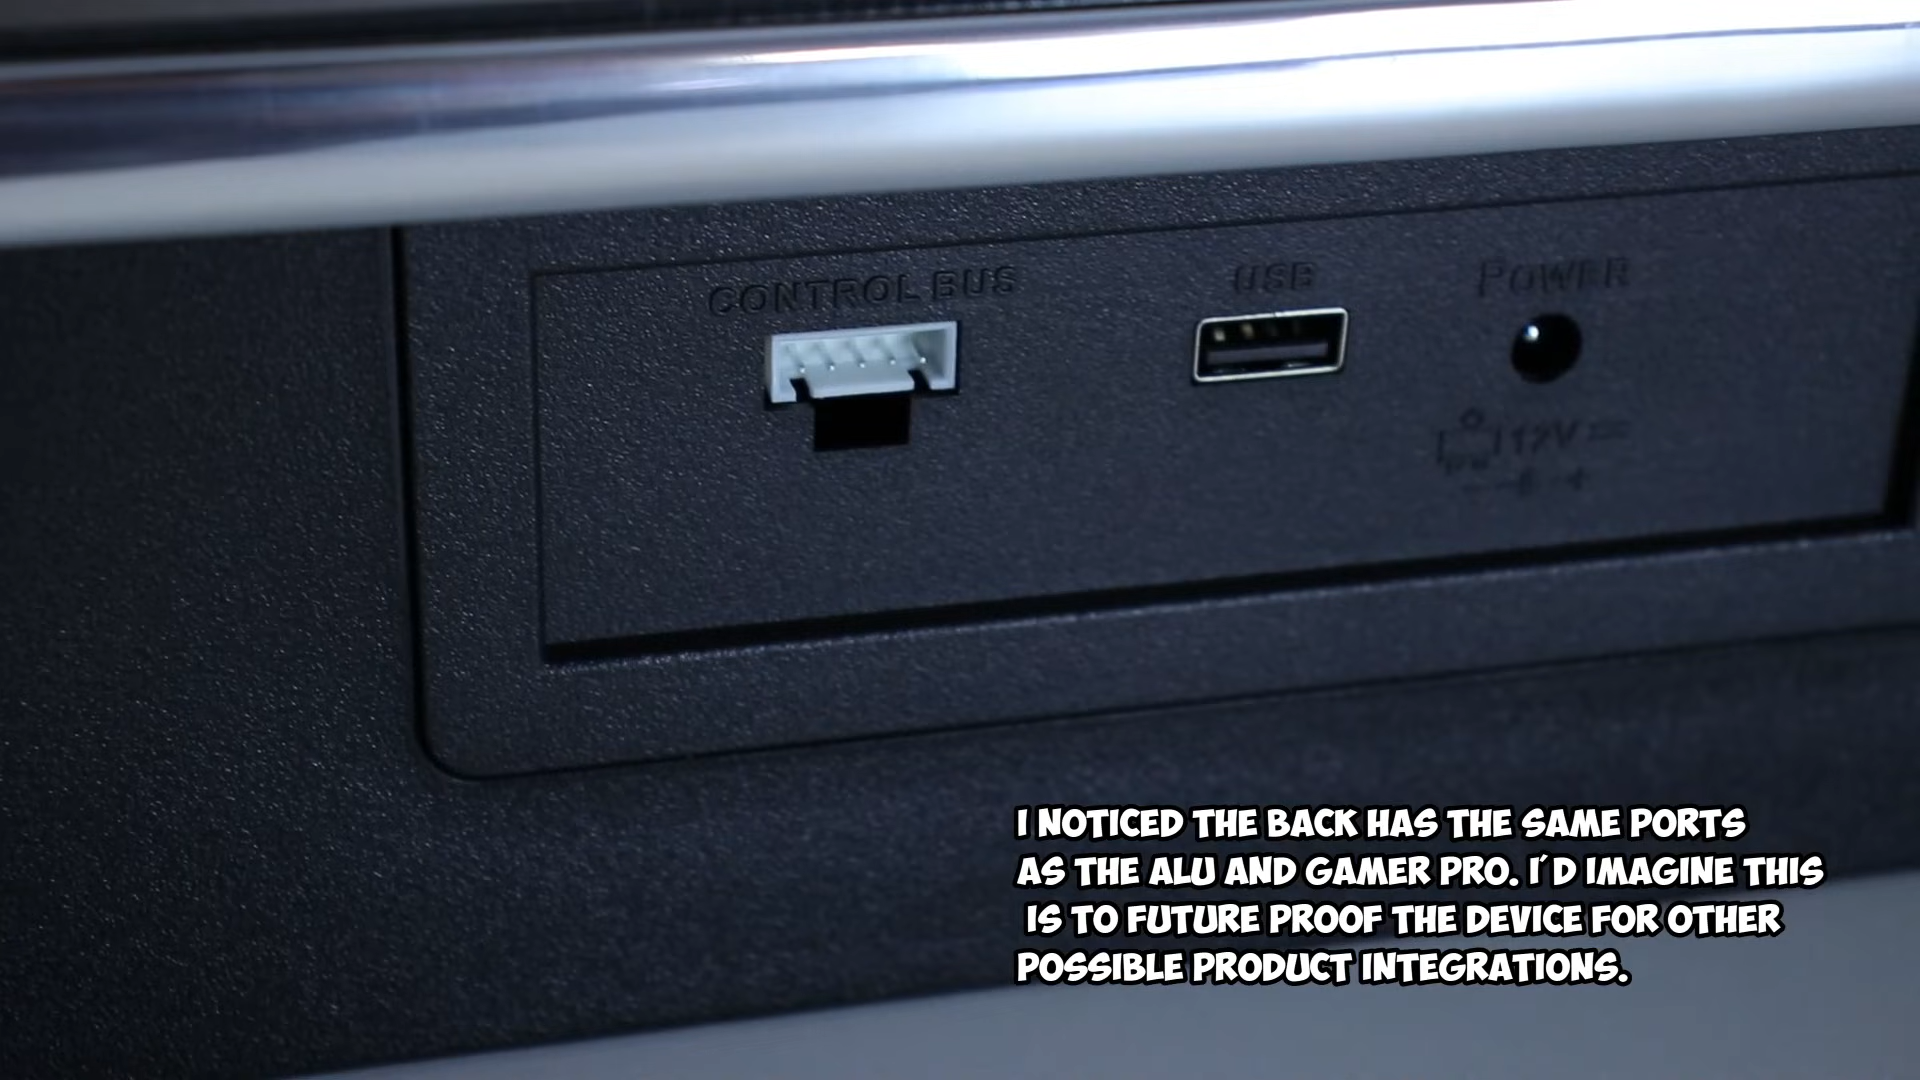 CONTROL BUS
USB
POWER
12V
- +
I NOTICED THE BACK HAS THE SAME PORTS
AS THE ALU AND GAMER PRO. I'D IMAGINE THIS
IS TO FUTURE PROOF THE DEVICE FOR OTHER
POSSIBLE PRODUCT INTEGRATIONS.